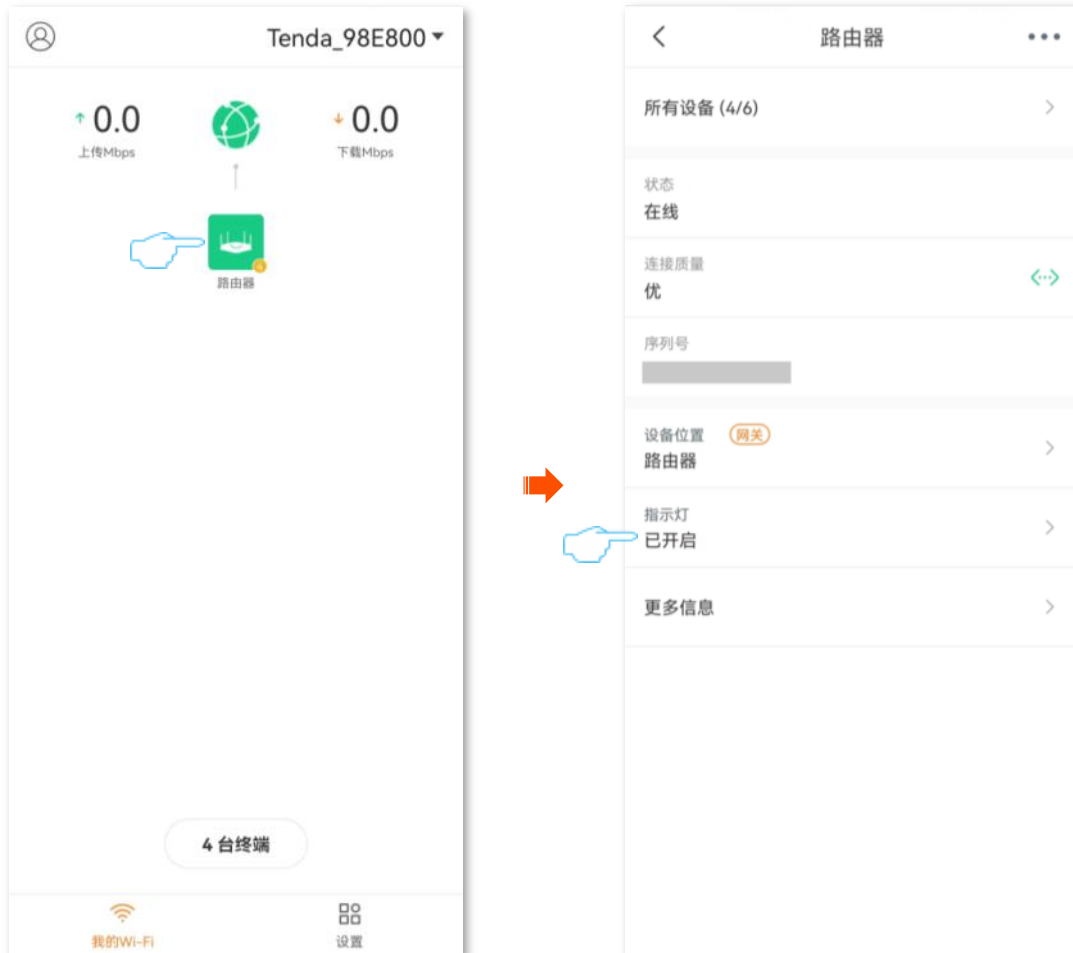 Tenda_98E800
0.0
上传Mbps
0.0
下载Mbps
4
路由器
4 台终端
我的Wi-Fi
设置
路由器
所有设备 (4/6)
状态
在线
连接质量
优
序列号
设备位置 网关
路由器
指示灯
已开启
更多信息